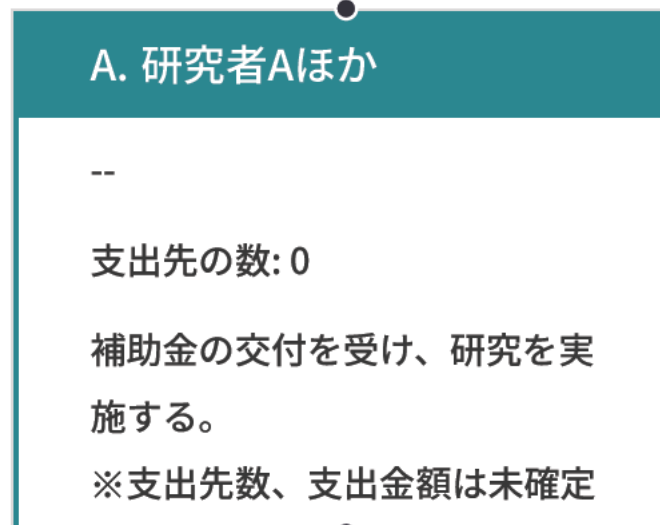 A. 研究者Aほか
--
支出先の数: 0
補助金の交付を受け、研究を実
施する。
※支出先数、支出金額は未確定